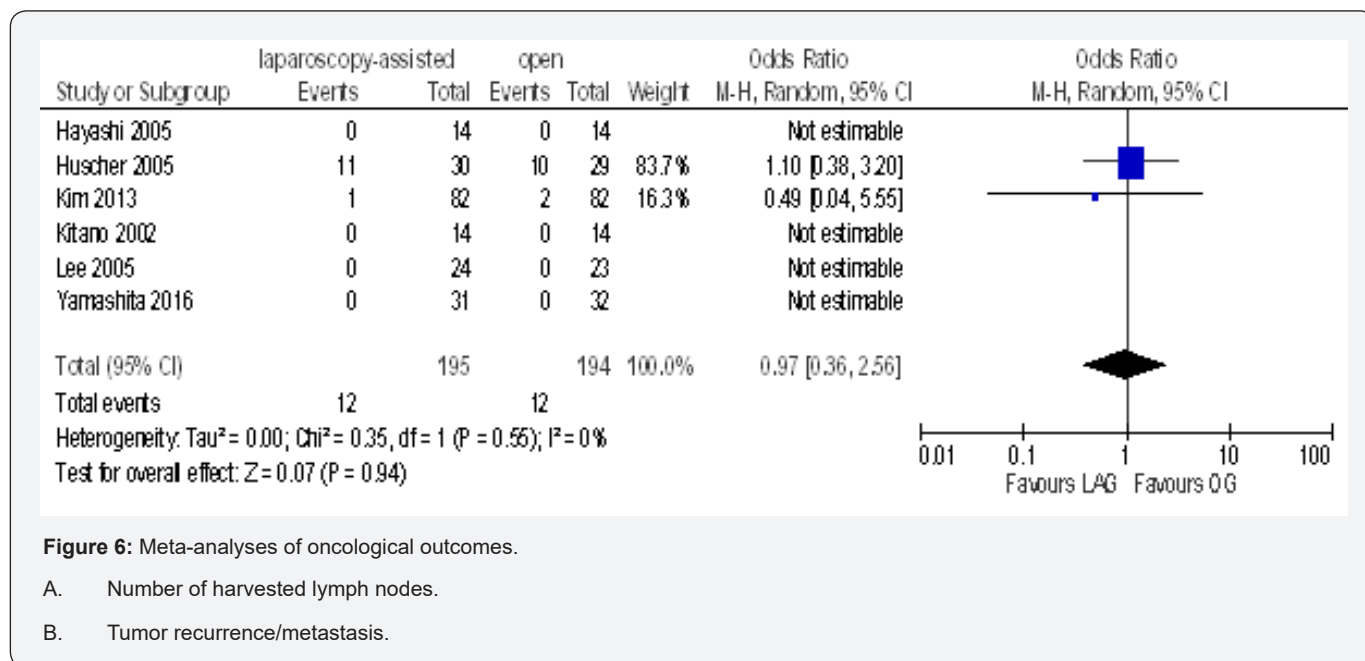 laparoscopy-assisted open Odds Ratio Odds Ratio
Study or Subgroup Events Total Events Total Weight M-H, Random, 95% CI M-H, Random, 95% CI
Hayashi 2005 0 14 0 14 Not estimable
Huscher 2005 11 30 10 29 83.7% 1.10 [0.38, 3.20]
Kim 2013 1 82 2 82 16.3% 0.49 [0.04, 5.55]
Kitano 2002 0 14 0 14 Not estimable
Lee 2005 0 24 0 23 Not estimable
Yamashita 2016 0 31 0 32 Not estimable
Total (95% CI) 195 194 100.0% 0.97 [0.36, 2.56]
Total events 12 12
Heterogeneity: Tau² = 0.00; Chi² = 0.35, df = 1 (P = 0.55); I² = 0%
Test for overall effect: Z = 0.07 (P = 0.94)
0.01 0.1 1 10 100
Favours LAG Favours OG
Figure 6: Meta-analyses of oncological outcomes.
A. Number of harvested lymph nodes.
B. Tumor recurrence/metastasis.